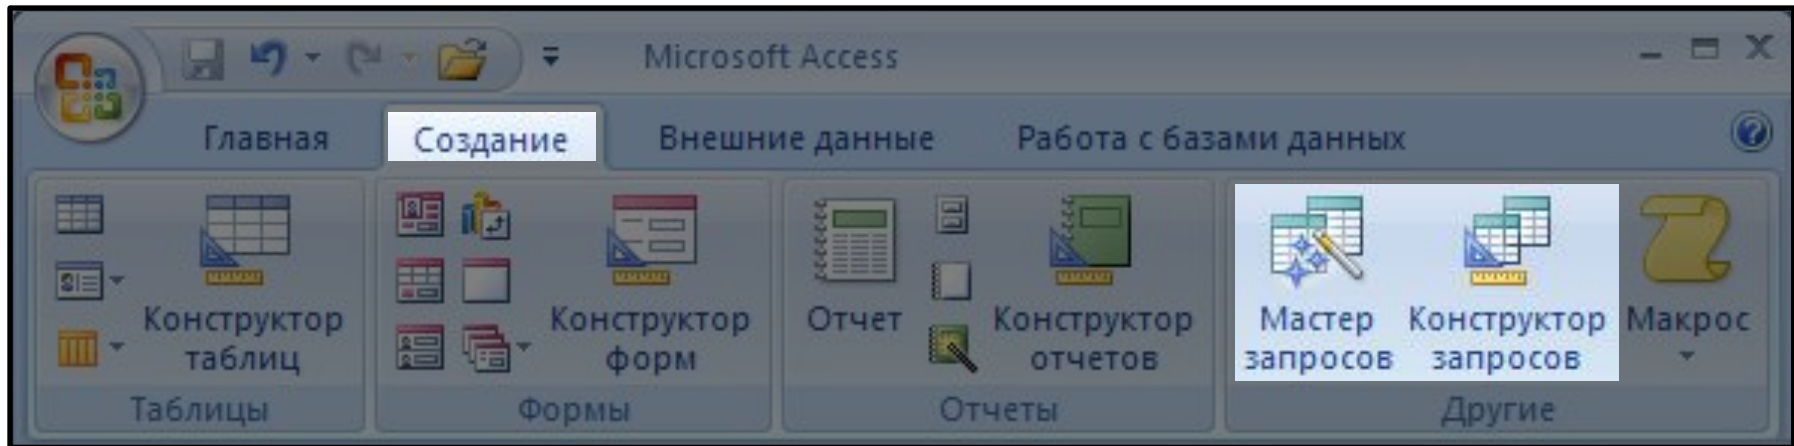 Microsoft Access
Главная Создание Внешние данные Работа с базами данных
Конструктор таблиц
Конструктор форм
Отчет
Конструктор отчетов
Мастер запросов
Конструктор запросов
Макрос
Таблицы Формы Отчеты Другие